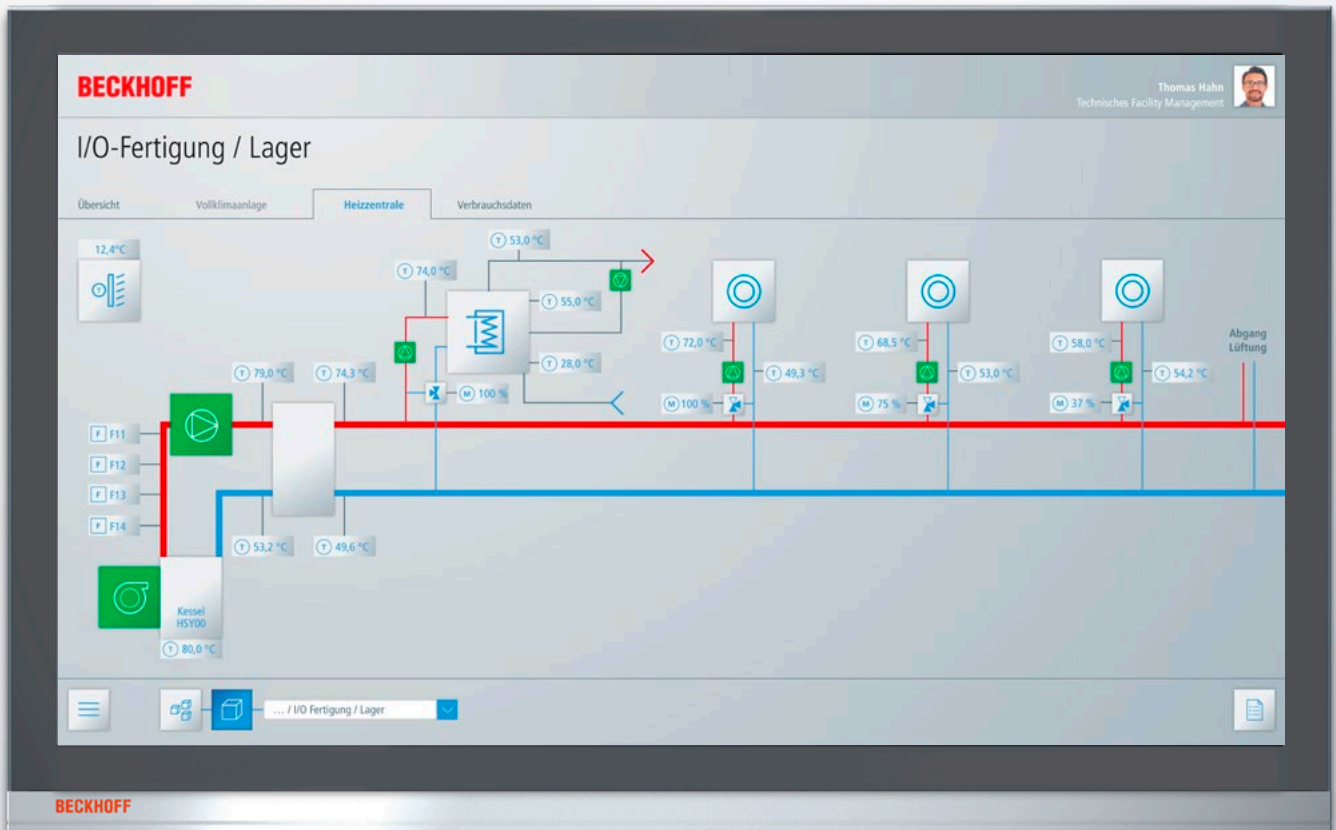 BECKHOFF
Thomas Hahn
Technisches Facility Management
I/O-Fertigung / Lager
Übersicht
Vollklimaanlage
Heizzentrale
Verbrauchsdaten
12,4°C
T
T 53,0 °C
T 74,0 °C
T 55,0 °C
T 28,0 °C
M 100 %
T 79,0 °C
T 74,3 °C
T 72,0 °C
T 49,3 °C
M 100 %
T 68,5 °C
T 53,0 °C
M 75 %
T 58,0 °C
T 54,2 °C
M 37 %
Abgang
Lüftung
F F11
F F12
F F13
F F14
T 53,2 °C
T 49,6 °C
Kessel
HSY00
T 80,0 °C
... / I/O Fertigung / Lager
BECKHOFF